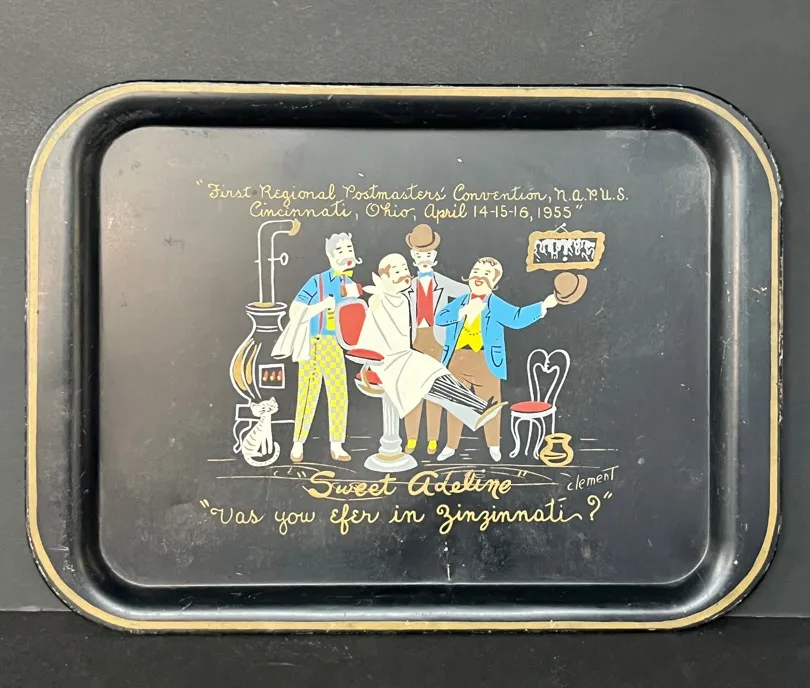 "First Regional Postmasters' Convention, N.A.P.U.S.
Cincinnati, Ohio, April 14-15-16, 1955"
"Sweet Adeline"
clement
"Vas you efer in Zinzinnati?"